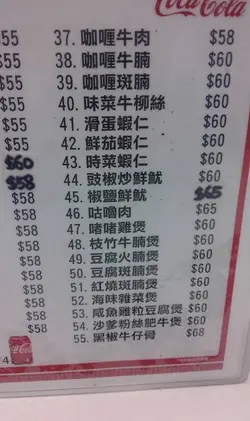 Coca-Cola
$55 37. 咖喱牛肉 $58
$55 38. 咖喱牛腩 $60
$55 39. 咖喱斑腩 $60
$55 40. 味菜牛柳絲 $60
$55 41. 滑蛋蝦仁 $60
$55 42. 鮮茄蝦仁 $60
$60 43. 時菜蝦仁 $60
$58 44. 豉椒炒鮮魷 $60
$58 45. 椒鹽鮮魷 $65
$58 46. 咕嚕肉 $65
$58 47. 啫啫雞煲 $60
$58 48. 枝竹牛腩煲 $60
$58 49. 豆腐火腩煲 $60
$58 50. 豆腐斑腩煲 $60
$58 51. 紅燒斑腩煲 $60
$58 52. 海味雜菜煲 $60
$58 53. 咸魚雞粒豆腐煲 $60
54. 沙爹粉絲肥牛煲 $60
55. 黑椒牛仔骨 $68